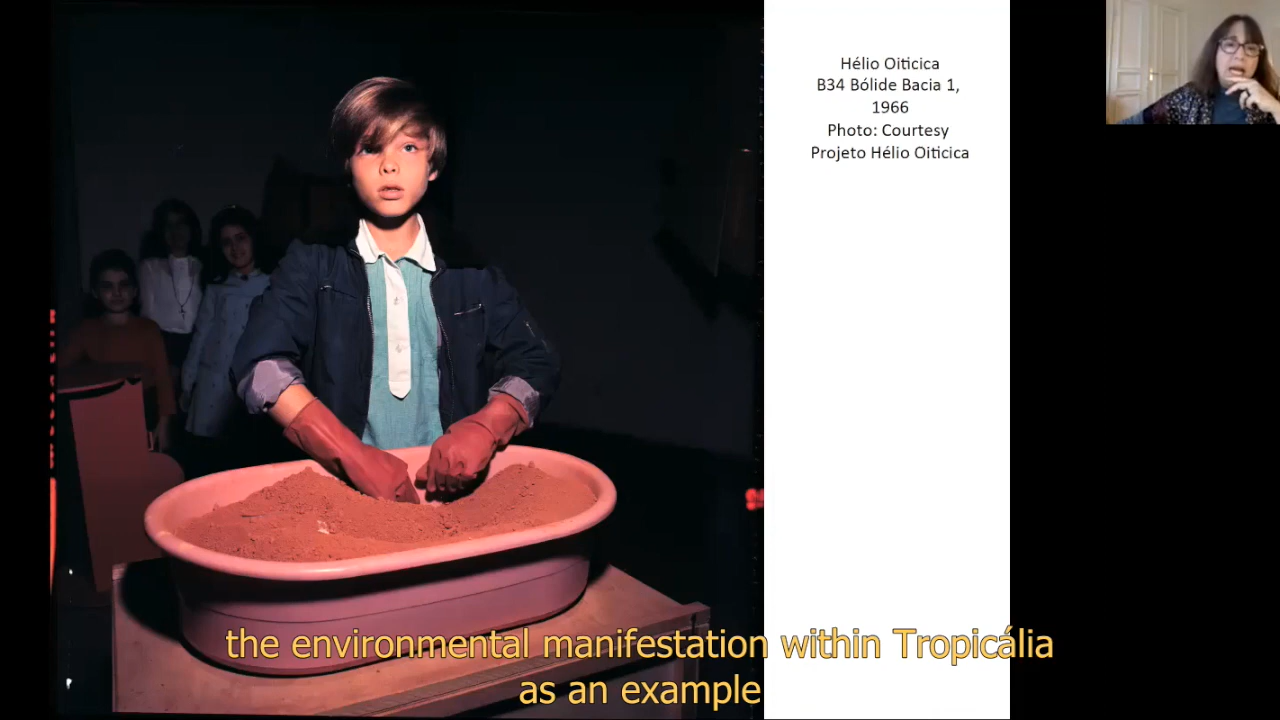 Hélio Oiticica
B34 Bólide Bacia 1,
1966
Photo: Courtesy
Projeto Hélio Oiticica
the environmental manifestation within Tropicália
as an example